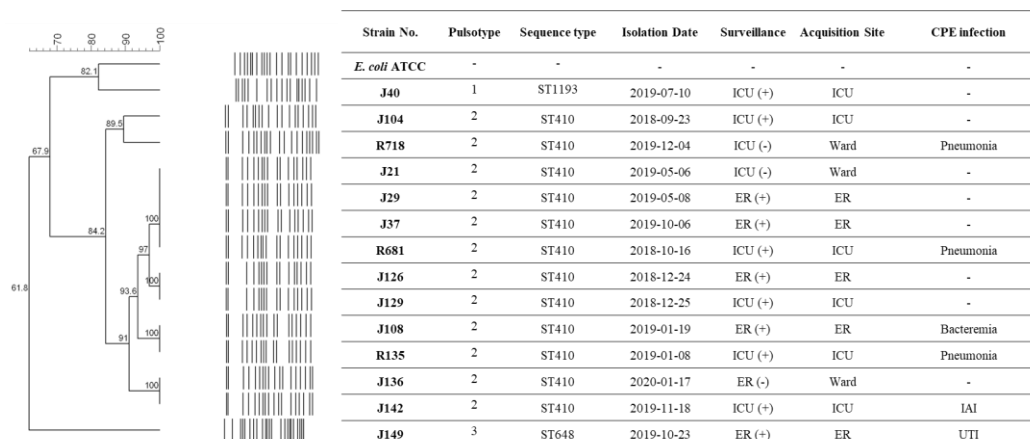 70 80 90 100
Strain No. Pulsotype Sequence type Isolation Date Surveillance Acquisition Site CPE infection
E. coli ATCC - - - - - -
82.1
J40 1 ST1193 2019-07-10 ICU (+) ICU -
J104 2 ST410 2018-09-23 ICU (+) ICU -
89.5
R718 2 ST410 2019-12-04 ICU (-) Ward Pneumonia
67.9
J21 2 ST410 2019-05-06 ICU (-) Ward -
J29 2 ST410 2019-05-08 ER (+) ER -
100
J37 2 ST410 2019-10-06 ER (+) ER -
84.2
R681 2 ST410 2018-10-16 ICU (+) ICU Pneumonia
97
J126 2 ST410 2018-12-24 ER (+) ER -
100
61.8
93.6
J129 2 ST410 2018-12-25 ICU (+) ICU -
J108 2 ST410 2019-01-19 ER (+) ER Bacteremia
100
91
R135 2 ST410 2019-01-08 ICU (+) ICU Pneumonia
J136 2 ST410 2020-01-17 ER (-) Ward -
100
J142 2 ST410 2019-11-18 ICU (+) ICU IAI
J149 3 ST648 2019-10-23 ER (+) ER UTI